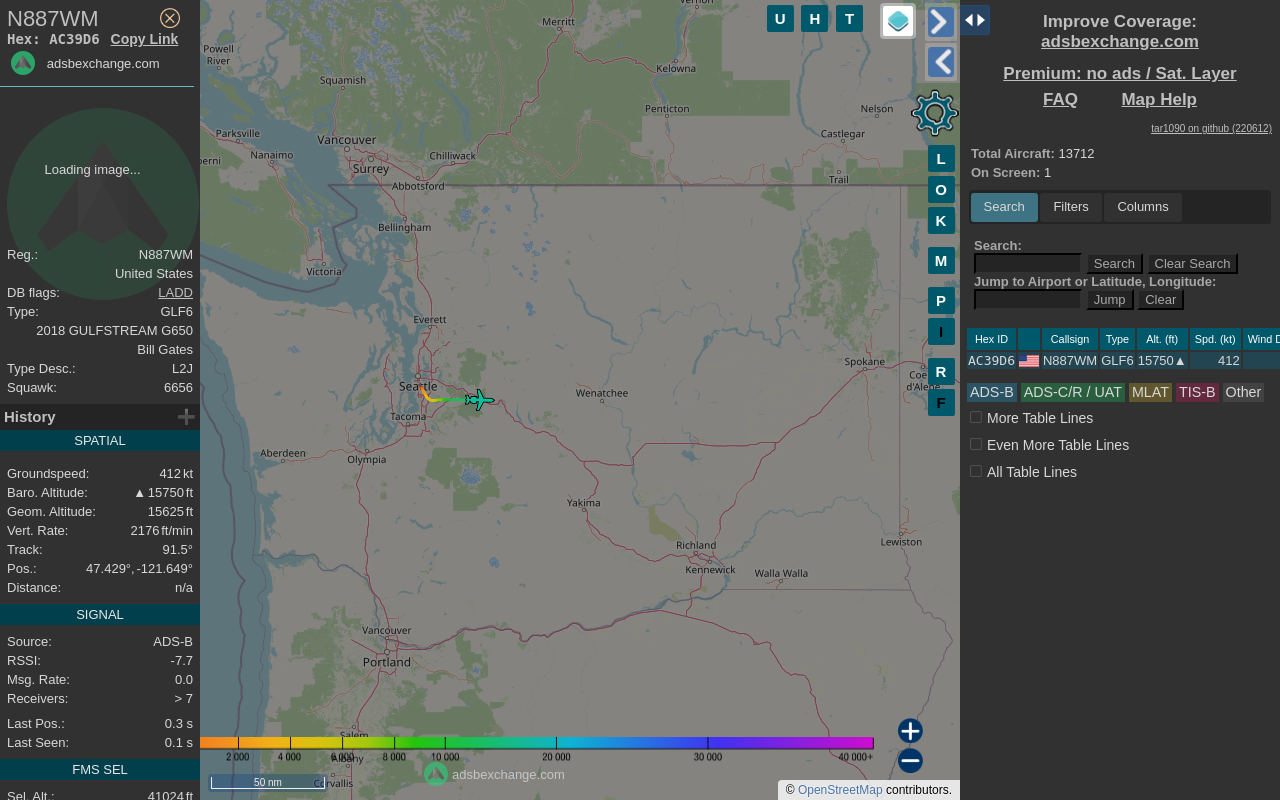 N887WM
Hex: AC39D6 Copy Link
adsbexchange.com
Loading image...
Reg.: N887WM
United States
DB flags: LADD
Type: GLF6
2018 GULFSTREAM G650
Bill Gates
Type Desc.: L2J
Squawk: 6656
History
SPATIAL
Groundspeed: 412 kt
Baro. Altitude: ▲ 15750 ft
Geom. Altitude: 15625 ft
Vert. Rate: 2176 ft/min
Track: 91.5°
Pos.: 47.429°, -121.649°
Distance: n/a
SIGNAL
Source: ADS-B
RSSI: -7.7
Msg. Rate: 0.0
Receivers: > 7
Last Pos.: 0.3 s
Last Seen: 0.1 s
FMS SEL
Sel. Alt.: 41024 ft
U H T
L
O
K
M
P
I
R
F
Merritt
Vernon
Powell
River
Squamish
Kelowna
Penticton
Nelson
Castlegar
Parksville
Vancouver
Nanaimo
berni
Surrey
Chilliwack
Abbotsford
Trail
Bellingham
Victoria
Everett
Seattle
Spokane
Coeur
d'Alene
Wenatchee
Tacoma
Aberdeen
Olympia
Yakima
Richland
Kennewick
Walla Walla
Lewiston
Vancouver
Portland
Salem
Albany
Corvallis
2 000 4 000 6 000 8 000 10 000 20 000 30 000 40 000+
50 nm
adsbexchange.com
© OpenStreetMap contributors.
Improve Coverage:
adsbexchange.com
Premium: no ads / Sat. Layer
FAQ Map Help
tar1090 on github (220612)
Total Aircraft: 13712
On Screen: 1
Search Filters Columns
Search:
Search Clear Search
Jump to Airport or Latitude, Longitude:
Jump Clear
Hex ID Callsign Type Alt. (ft) Spd. (kt) Wind D
AC39D6 N887WM GLF6 15750▲ 412
ADS-B ADS-C/R / UAT MLAT TIS-B Other
More Table Lines
Even More Table Lines
All Table Lines